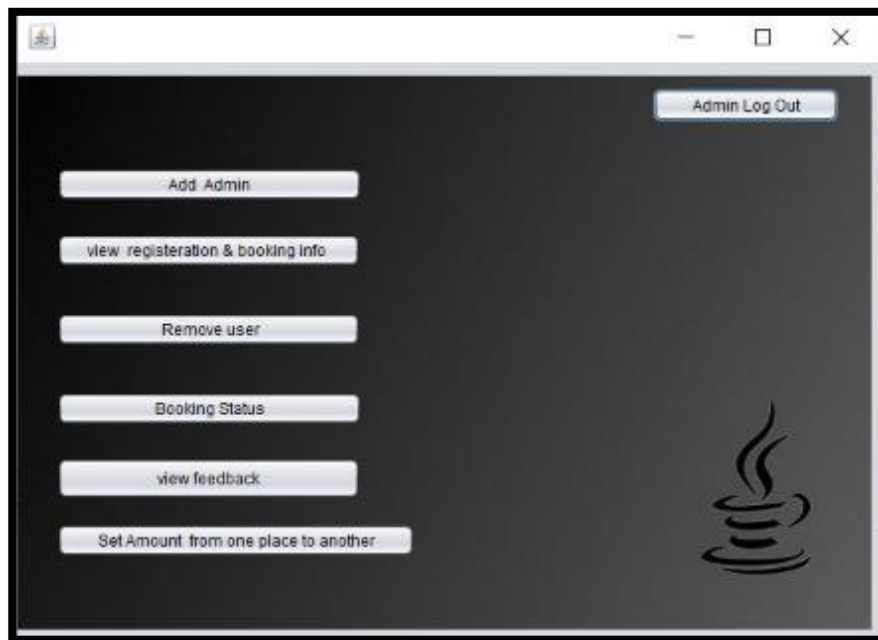 Admin Log Out
Add Admin
view registeration & booking info
Remove user
Booking Status
view feedback
Set Amount from one place to another